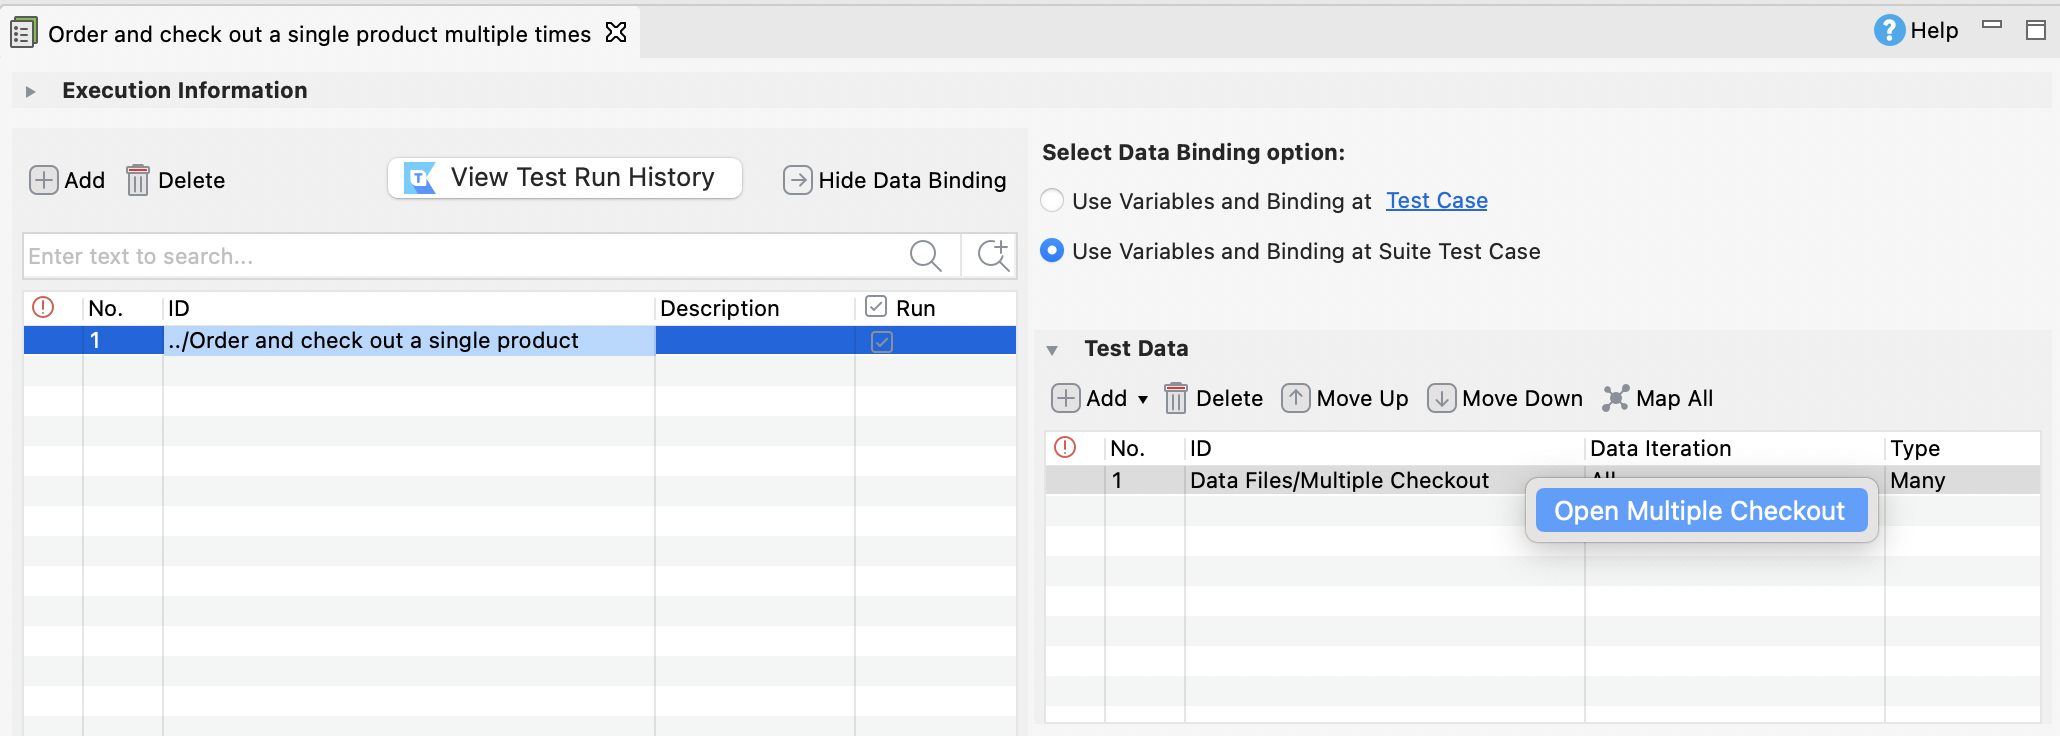 Order and check out a single product multiple times
Help
Execution Information
Add
Delete
View Test Run History
Hide Data Binding
Enter text to search...
No. ID Description Run
1 ../Order and check out a single product
Select Data Binding option:
Use Variables and Binding at Test Case
Use Variables and Binding at Suite Test Case
Test Data
Add Delete Move Up Move Down Map All
No. ID Data Iteration Type
1 Data Files/Multiple Checkout All Many
Open Multiple Checkout